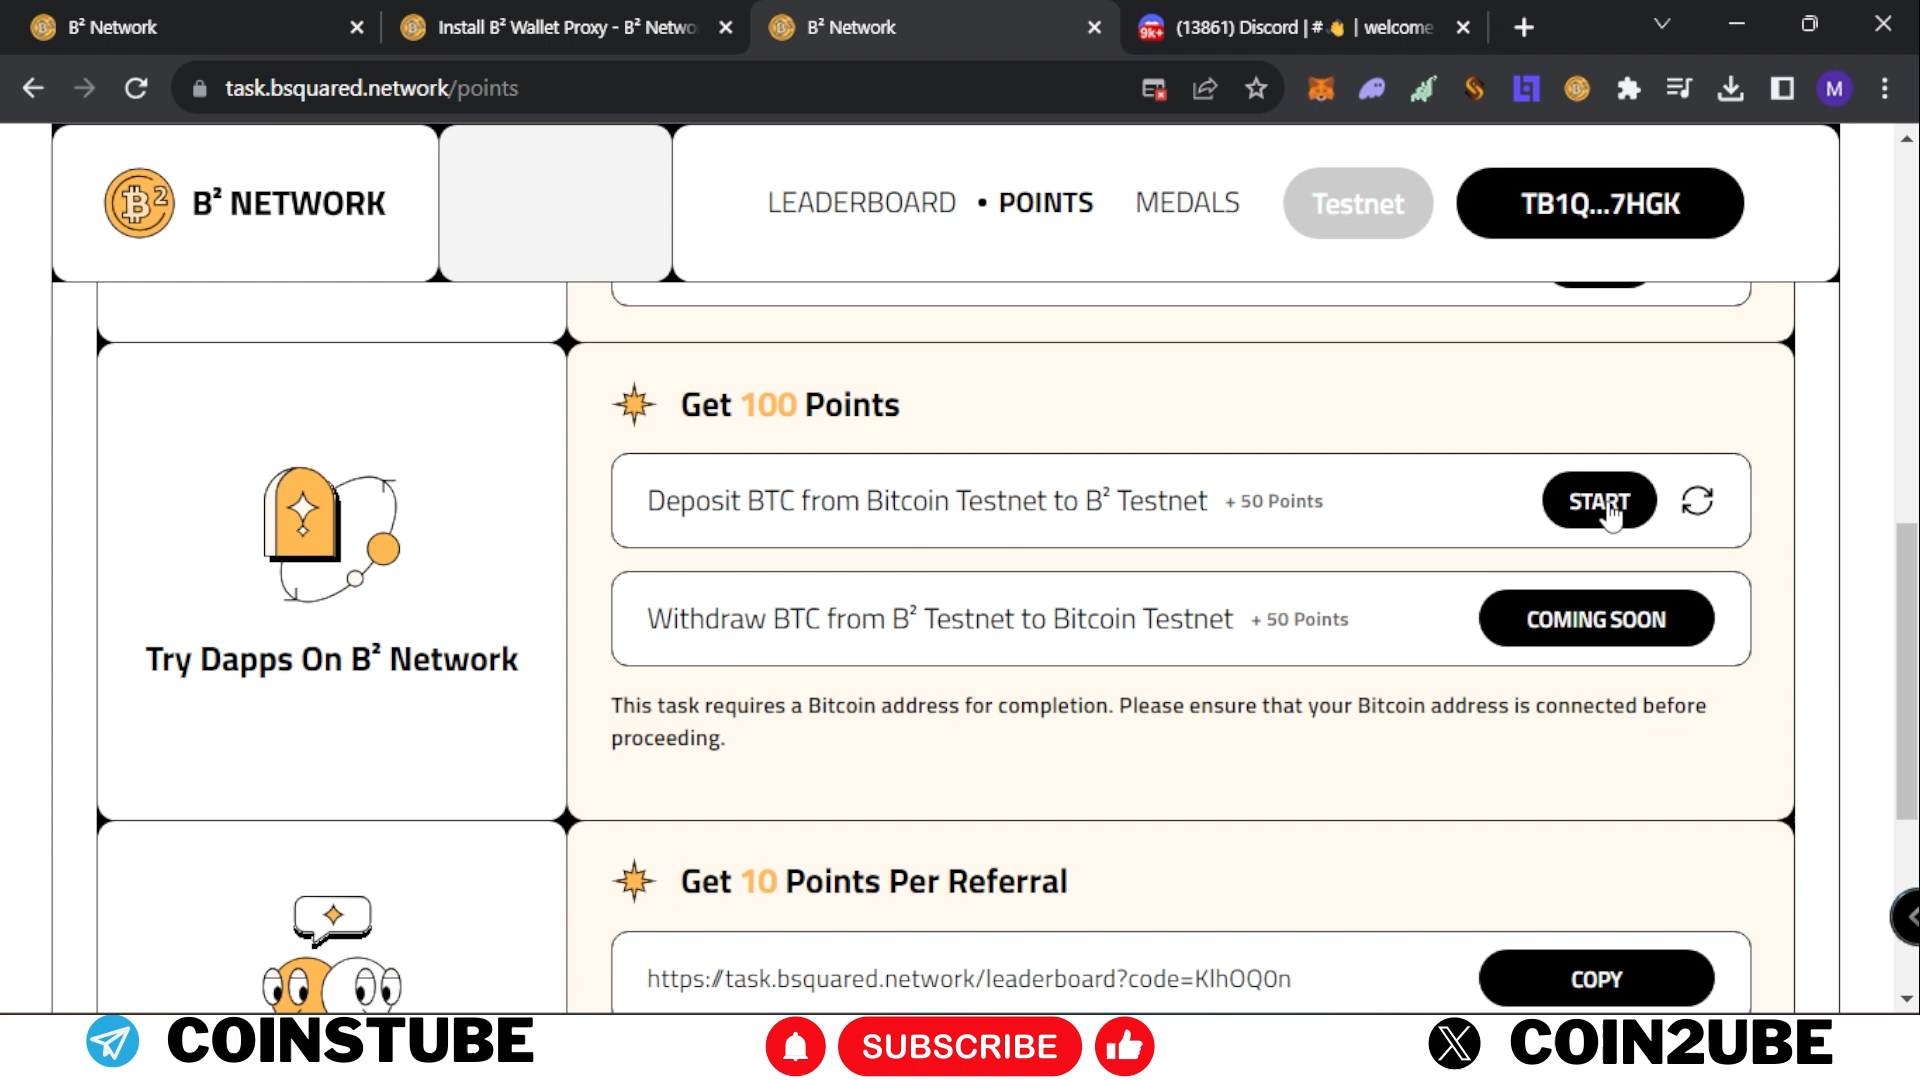 B² Network
Install B² Wallet Proxy - B² Netwo
B² Network
9k+
(13861) Discord | # 👋 | welcome
task.bsquared.network/points
M
B² NETWORK
LEADERBOARD
• POINTS
MEDALS
Testnet
TB1Q...7HGK
Get 100 Points
Deposit BTC from Bitcoin Testnet to B² Testnet + 50 Points
START
Withdraw BTC from B² Testnet to Bitcoin Testnet + 50 Points
COMING SOON
Try Dapps On B² Network
This task requires a Bitcoin address for completion. Please ensure that your Bitcoin address is connected before
proceeding.
Get 10 Points Per Referral
https://task.bsquared.network/leaderboard?code=KlhOQ0n
COPY
COINSTUBE
SUBSCRIBE
COIN2UBE